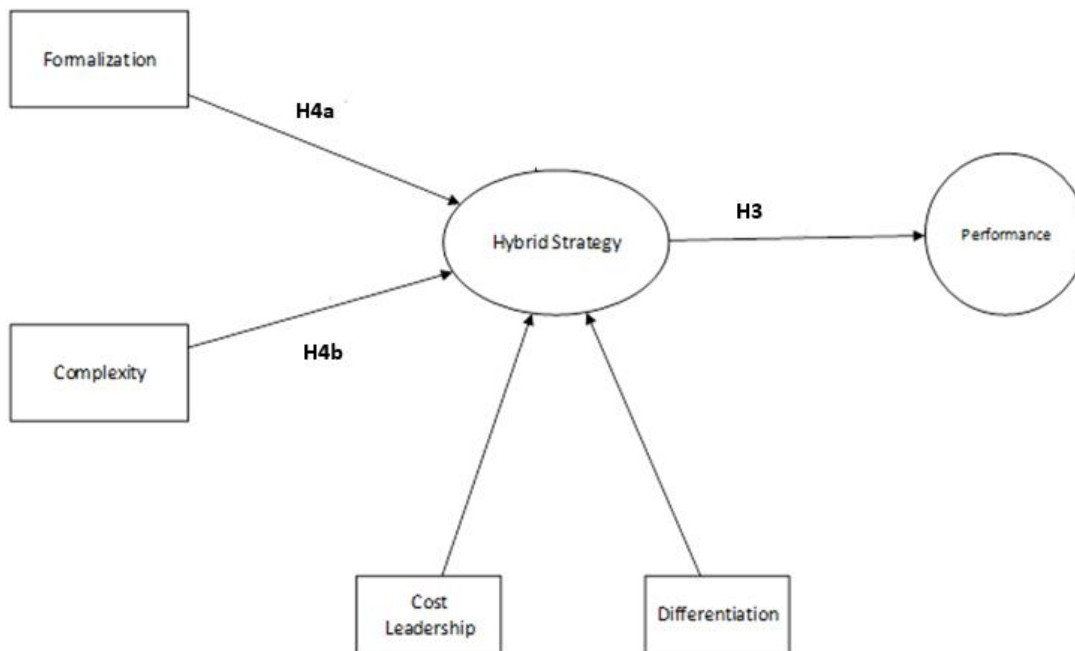 Formalization
H4a
H3
Hybrid Strategy
Performance
H4b
Complexity
Cost
Leadership
Differentiation